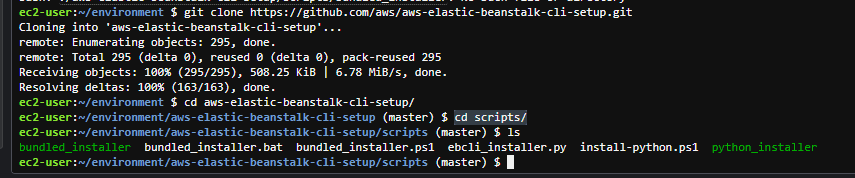 ec2-user:~/environment $ git clone https://github.com/aws/aws-elastic-beanstalk-cli-setup.git
Cloning into 'aws-elastic-beanstalk-cli-setup'...
remote: Enumerating objects: 295, done.
remote: Total 295 (delta 0), reused 0 (delta 0), pack-reused 295
Receiving objects: 100% (295/295), 508.25 KiB | 6.78 MiB/s, done.
Resolving deltas: 100% (163/163), done.
ec2-user:~/environment $ cd aws-elastic-beanstalk-cli-setup/
ec2-user:~/environment/aws-elastic-beanstalk-cli-setup (master) $ cd scripts/
ec2-user:~/environment/aws-elastic-beanstalk-cli-setup/scripts (master) $ ls
bundled_installer bundled_installer.bat bundled_installer.ps1 ebcli_installer.py install-python.ps1 python_installer
ec2-user:~/environment/aws-elastic-beanstalk-cli-setup/scripts (master) $